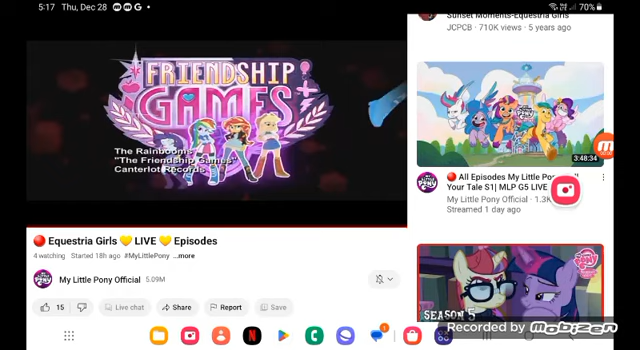 5:17 Thu, Dec 28
70%
FRIENDSHIP
GAMES
The Rainbooms
"The Friendship Games"
Canterlot Records
🔴 Equestria Girls 💛 LIVE 💛 Episodes
4 watching Started 18h ago #MyLittlePony ...more
My Little Pony Official 5.09M
15
Live chat
Share
Report
Save
Sunset Moments-Equestria Girls
JCPCB · 710K views · 5 years ago
3:48:34
🔴 All Episodes My Little Pony
Your Tale S1| MLP G5 LIVE
My Little Pony Official · 1.3K
Streamed 1 day ago
SEASON 5
Recorded by Mobizen